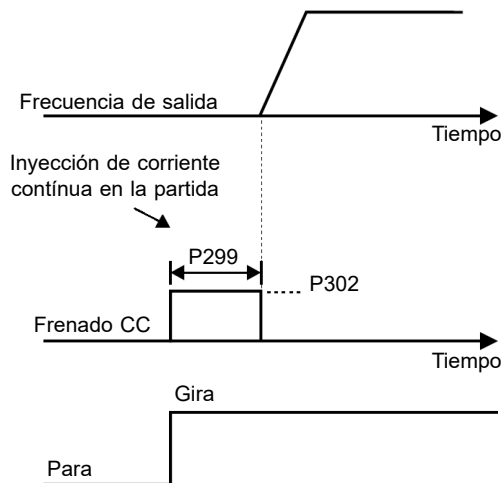 Frecuencia de salida
Tiempo
Inyección de corriente
contínua en la partida
P299
P302
Frenado CC
Tiempo
Gira
Para